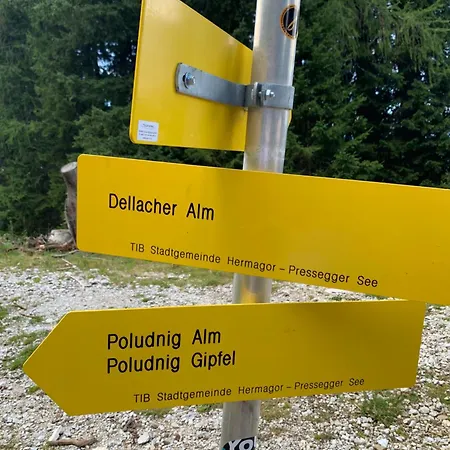 Dellacher Alm
TIB Stadtgemeinde Hermagor – Pressegger See
Poludnig Alm
Poludnig Gipfel
TIB Stadtgemeinde Hermagor – Pressegger See